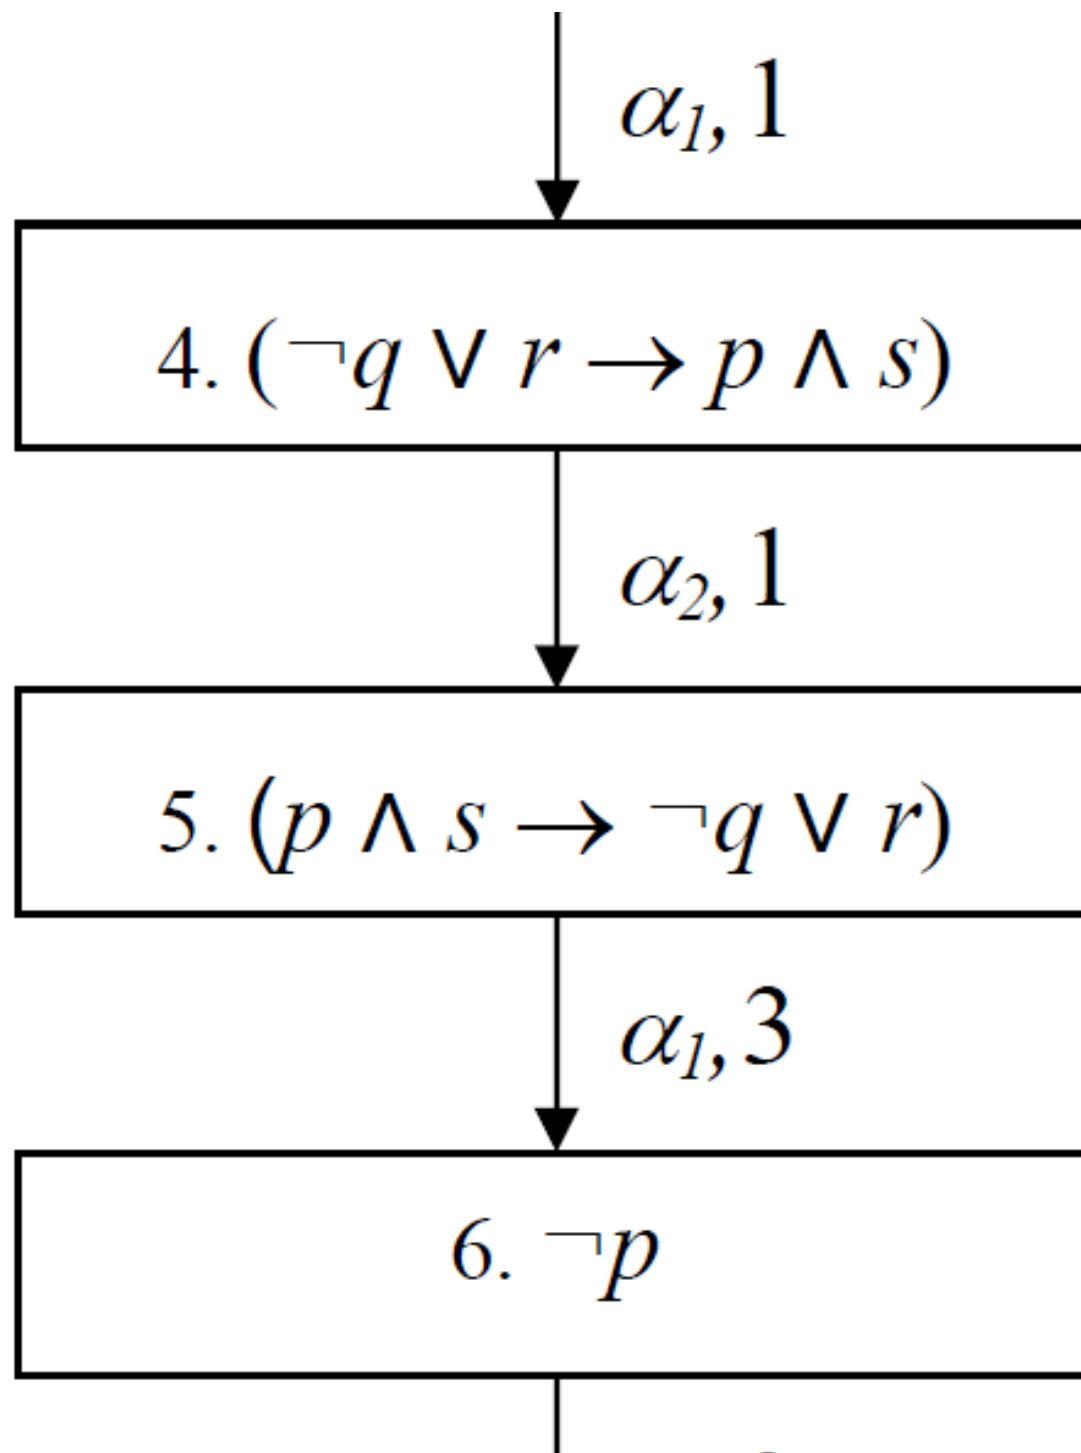 α₁, 1
4. (¬q ∨ r → p ∧ s)
α₂, 1
5. (p ∧ s → ¬q ∨ r)
α₁, 3
6. ¬p